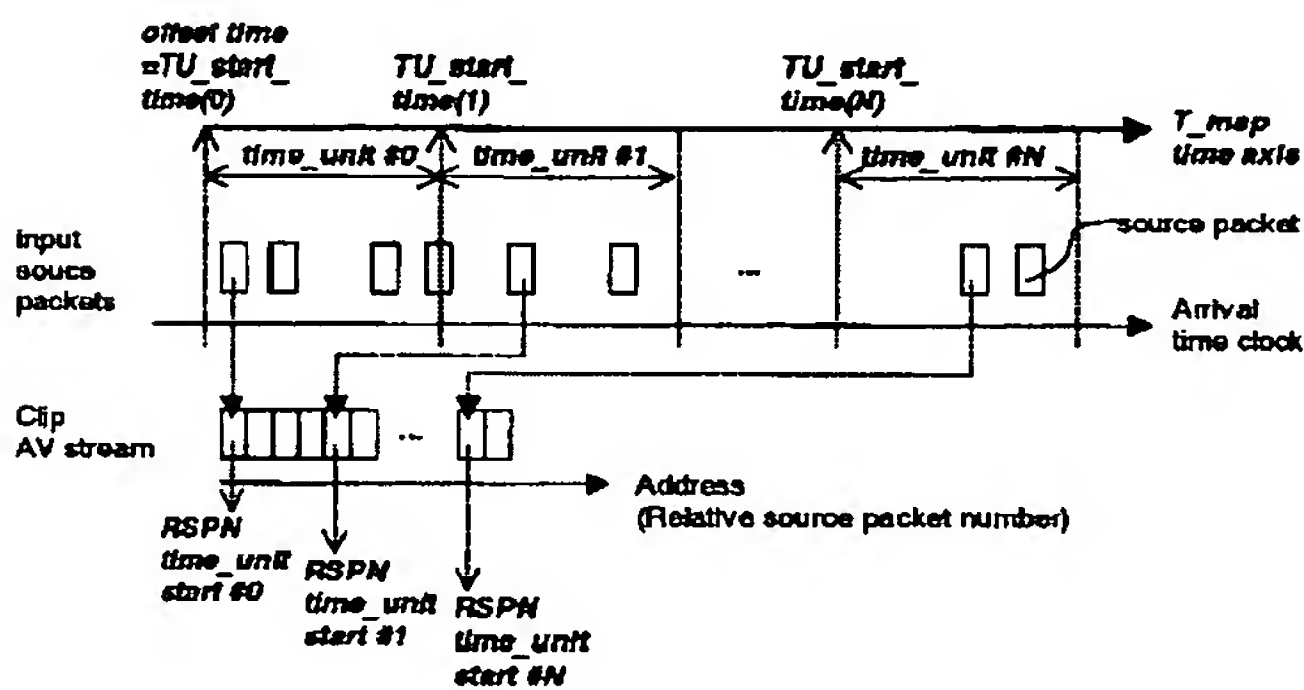 offset time
=TU_start_
time(0)
TU_start_
time(1)
TU_start_
time(N)
T_map
time axis
time_unit #0
time_unit #1
time_unit #N
input
souce
packets
...
source packet
Arrival
time clock
Clip
AV stream
...
Address
(Relative source packet number)
RSPN
time_unit
start #0
RSPN
time_unit
start #1
RSPN
time_unit
start #N